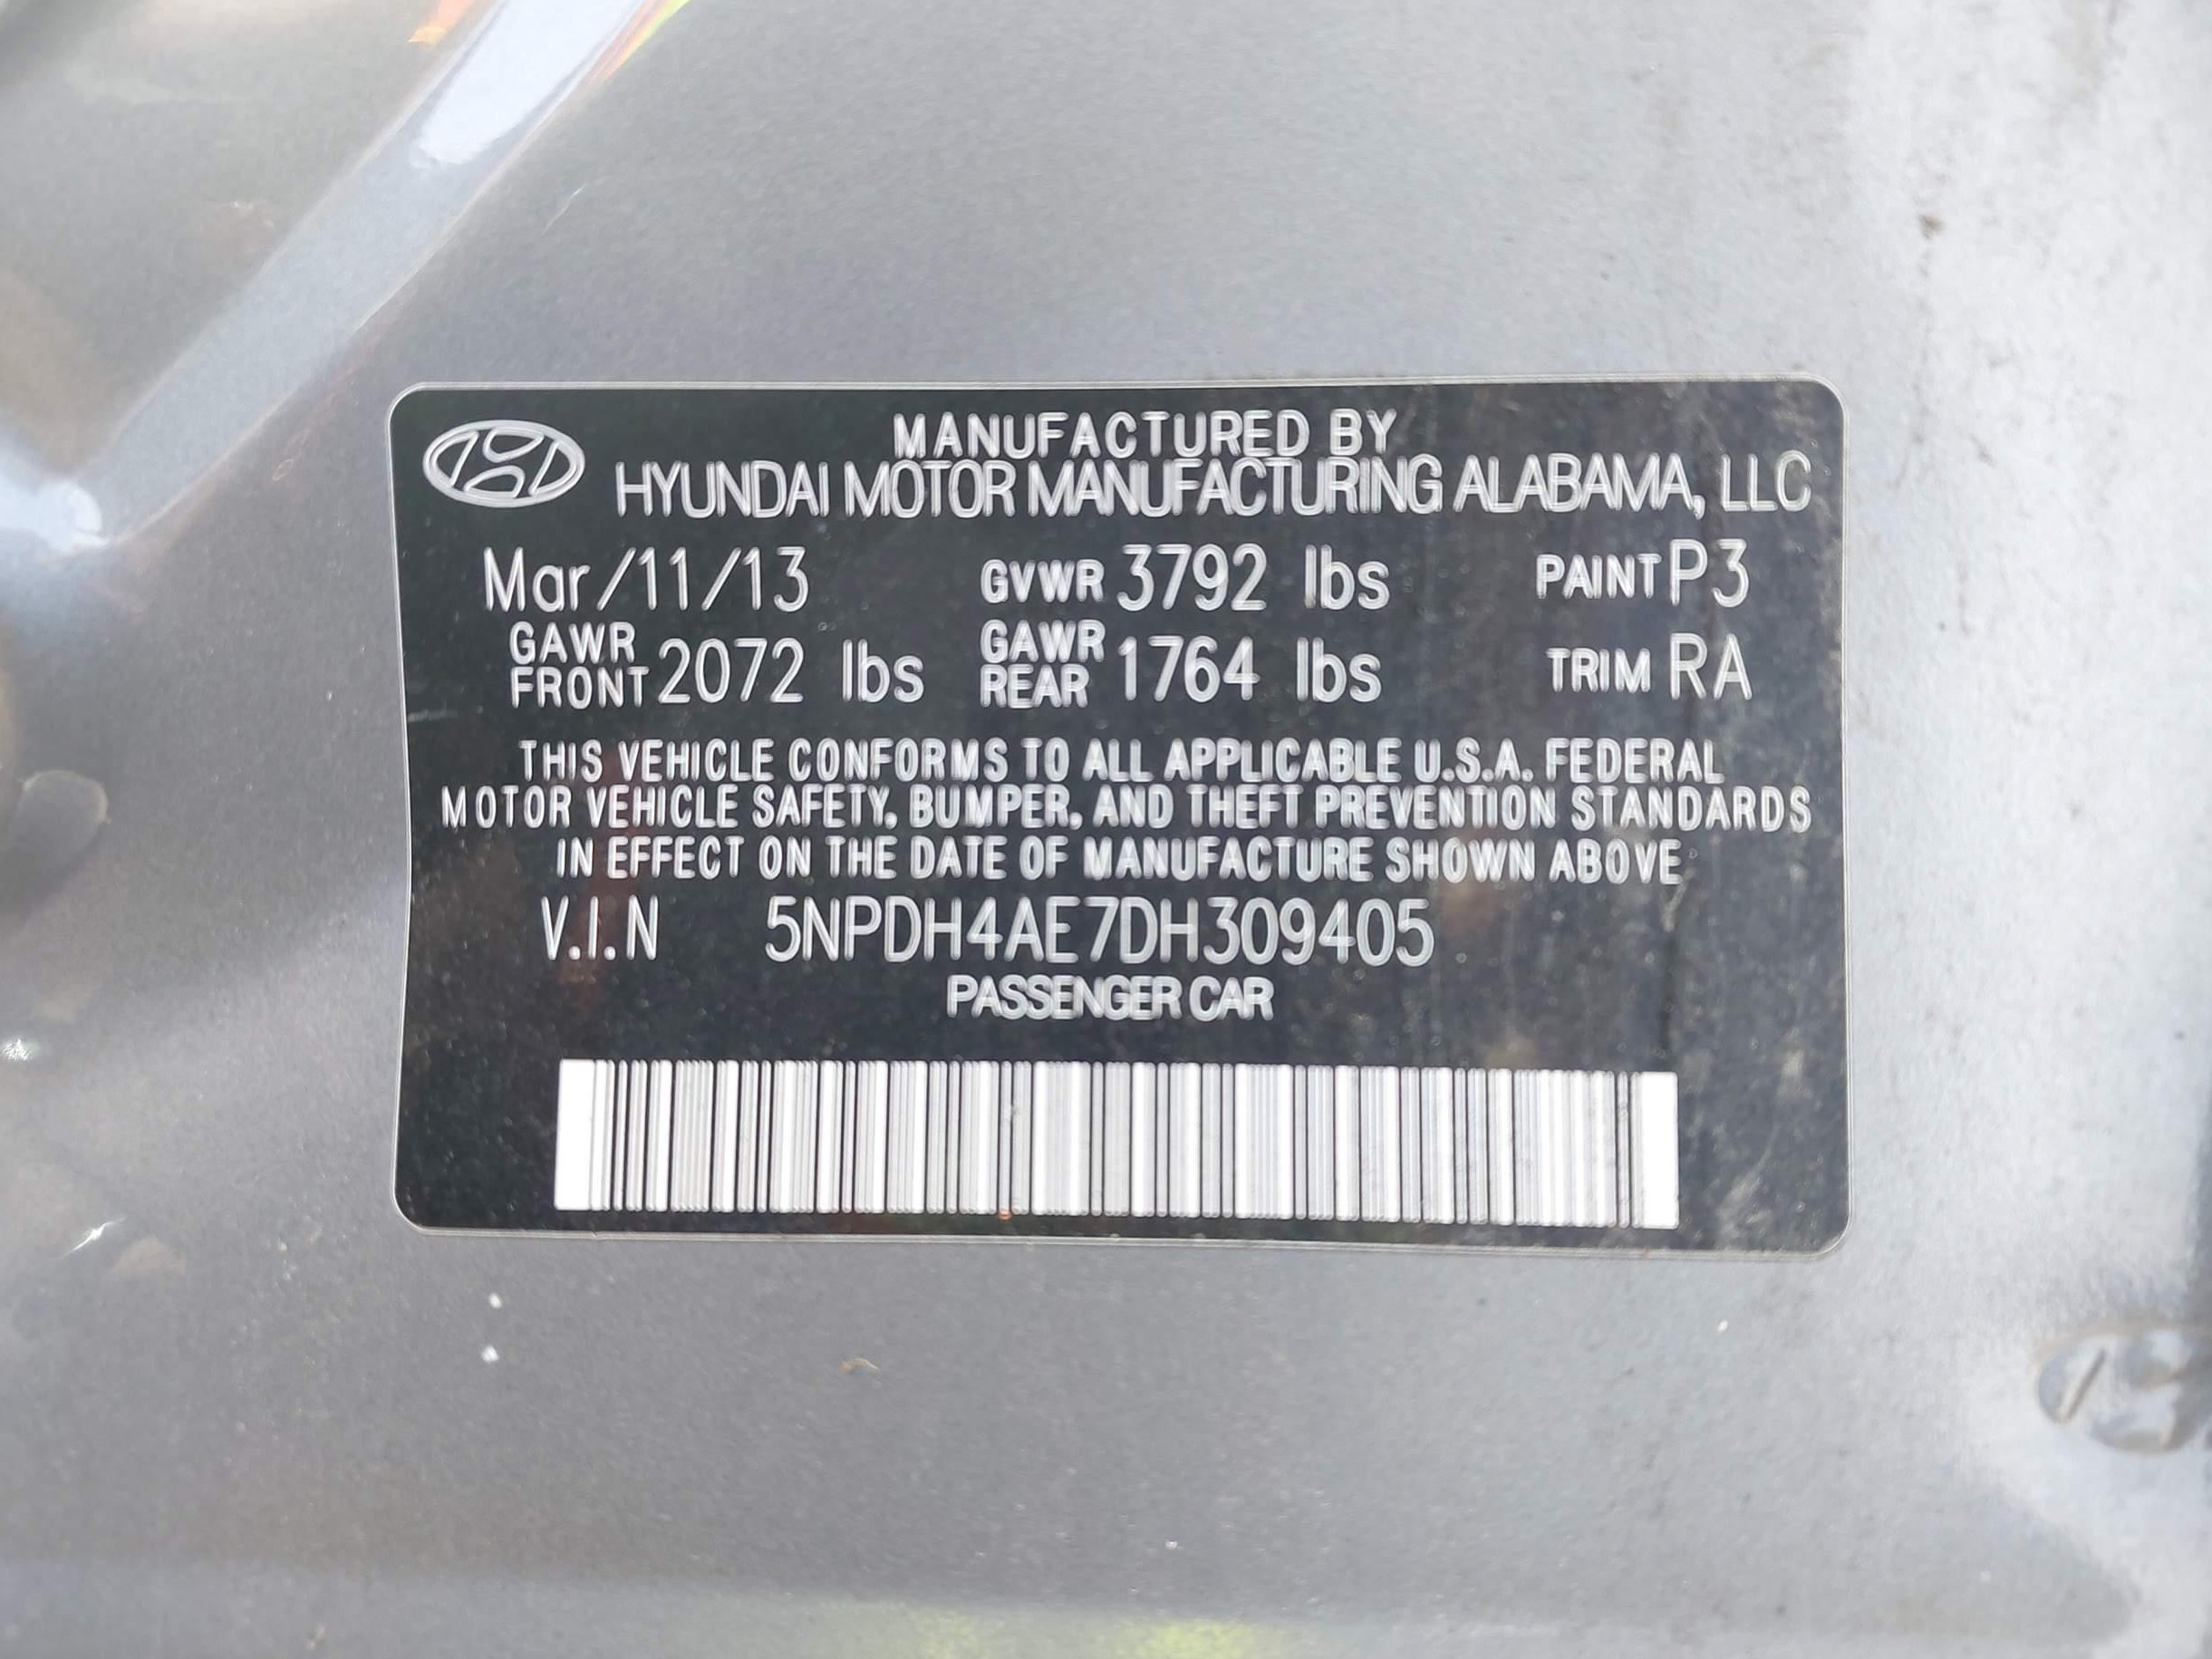 MANUFACTURED BY
HYUNDAI MOTOR MANUFACTURING ALABAMA, LLC
Mar/11/13 GVWR 3792 lbs PAINT P3
GAWR FRONT 2072 lbs GAWR REAR 1764 lbs TRIM RA
THIS VEHICLE CONFORMS TO ALL APPLICABLE U.S.A. FEDERAL
MOTOR VEHICLE SAFETY, BUMPER, AND THEFT PREVENTION STANDARDS
IN EFFECT ON THE DATE OF MANUFACTURE SHOWN ABOVE
V.I.N 5NPDH4AE7DH309405
PASSENGER CAR